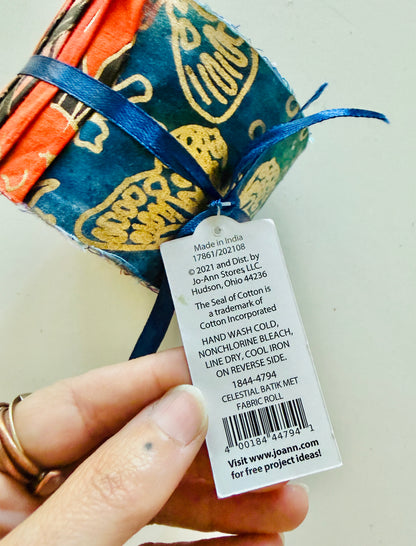 Made in India
17861/202108
© 2021 and Dist. by
Jo-Ann Stores LLC.
Hudson, Ohio 44236
The Seal of Cotton is
a trademark of
Cotton Incorporated
HAND WASH COLD,
NONCHLORINE BLEACH,
LINE DRY, COOL IRON
ON REVERSE SIDE.
1844-4794
CELESTIAL BATIK MET
FABRIC ROLL
4 00184 44794 1
Visit www.joann.com
for free project ideas!